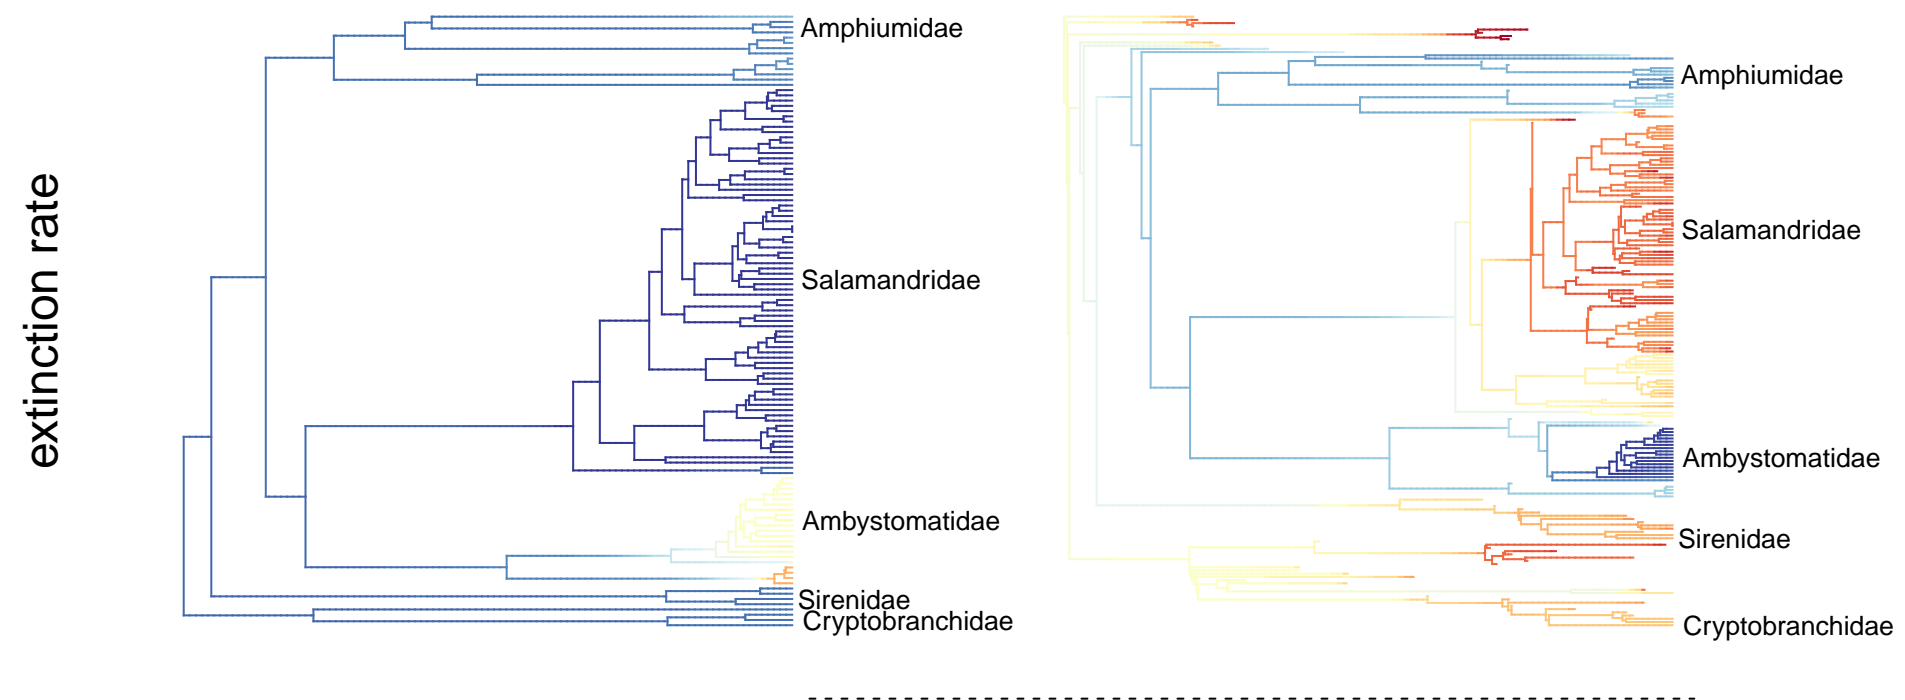 extinction rate
Amphiumidae
Salamandridae
Ambystomatidae
Sirenidae
Cryptobranchidae
Amphiumidae
Salamandridae
Ambystomatidae
Sirenidae
Cryptobranchidae